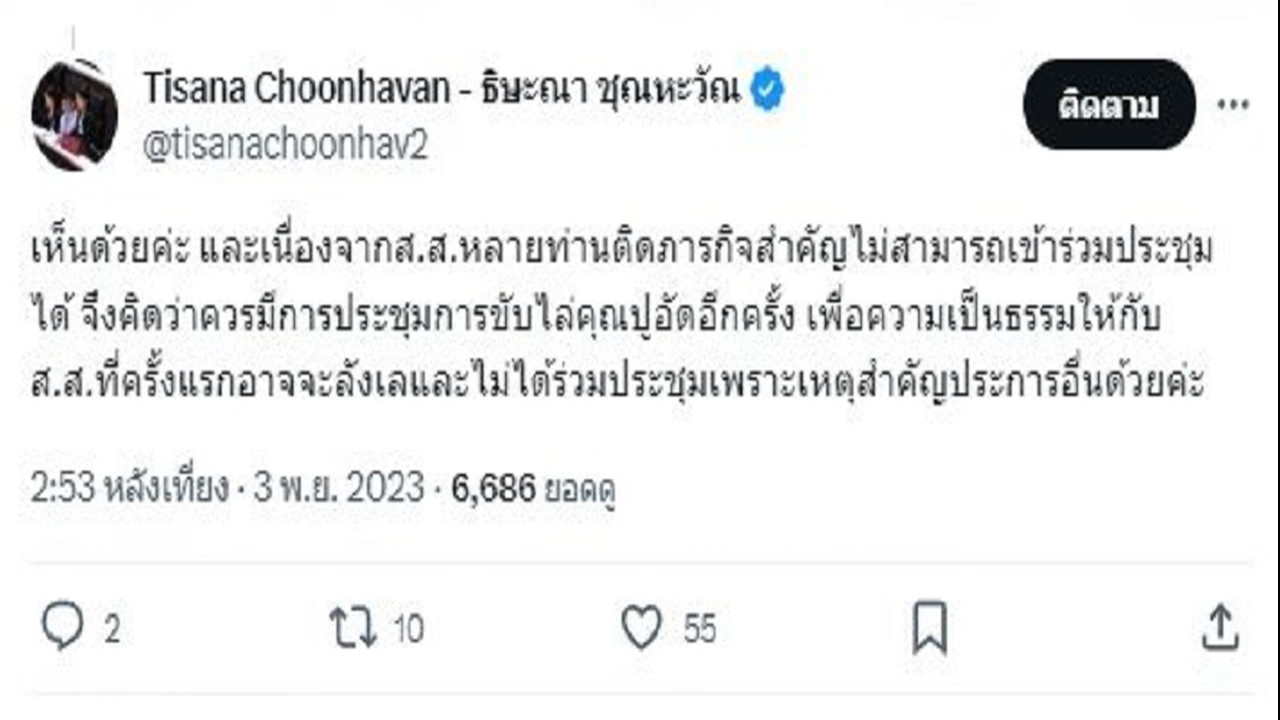 Tisana Choonhavan - ธิษะณา ชุณหะวัณ
ติดตาม
@tisanachoonhav2
เห็นด้วยค่ะ และเนื่องจากส.ส.หลายท่านติดภารกิจสำคัญไม่สามารถเข้าร่วมประชุม
ได้ จึงคิดว่าควรมีการประชุมการขับไล่คุณปูอัดอีกครั้ง เพื่อความเป็นธรรมให้กับ
ส.ส.ที่ครั้งแรกอาจจะลังเลและไม่ได้ร่วมประชุมเพราะเหตุสำคัญประการอื่นด้วยค่ะ
2:53 หลังเที่ยง · 3 พ.ย. 2023 · 6,686 ยอดดู
2 10 55